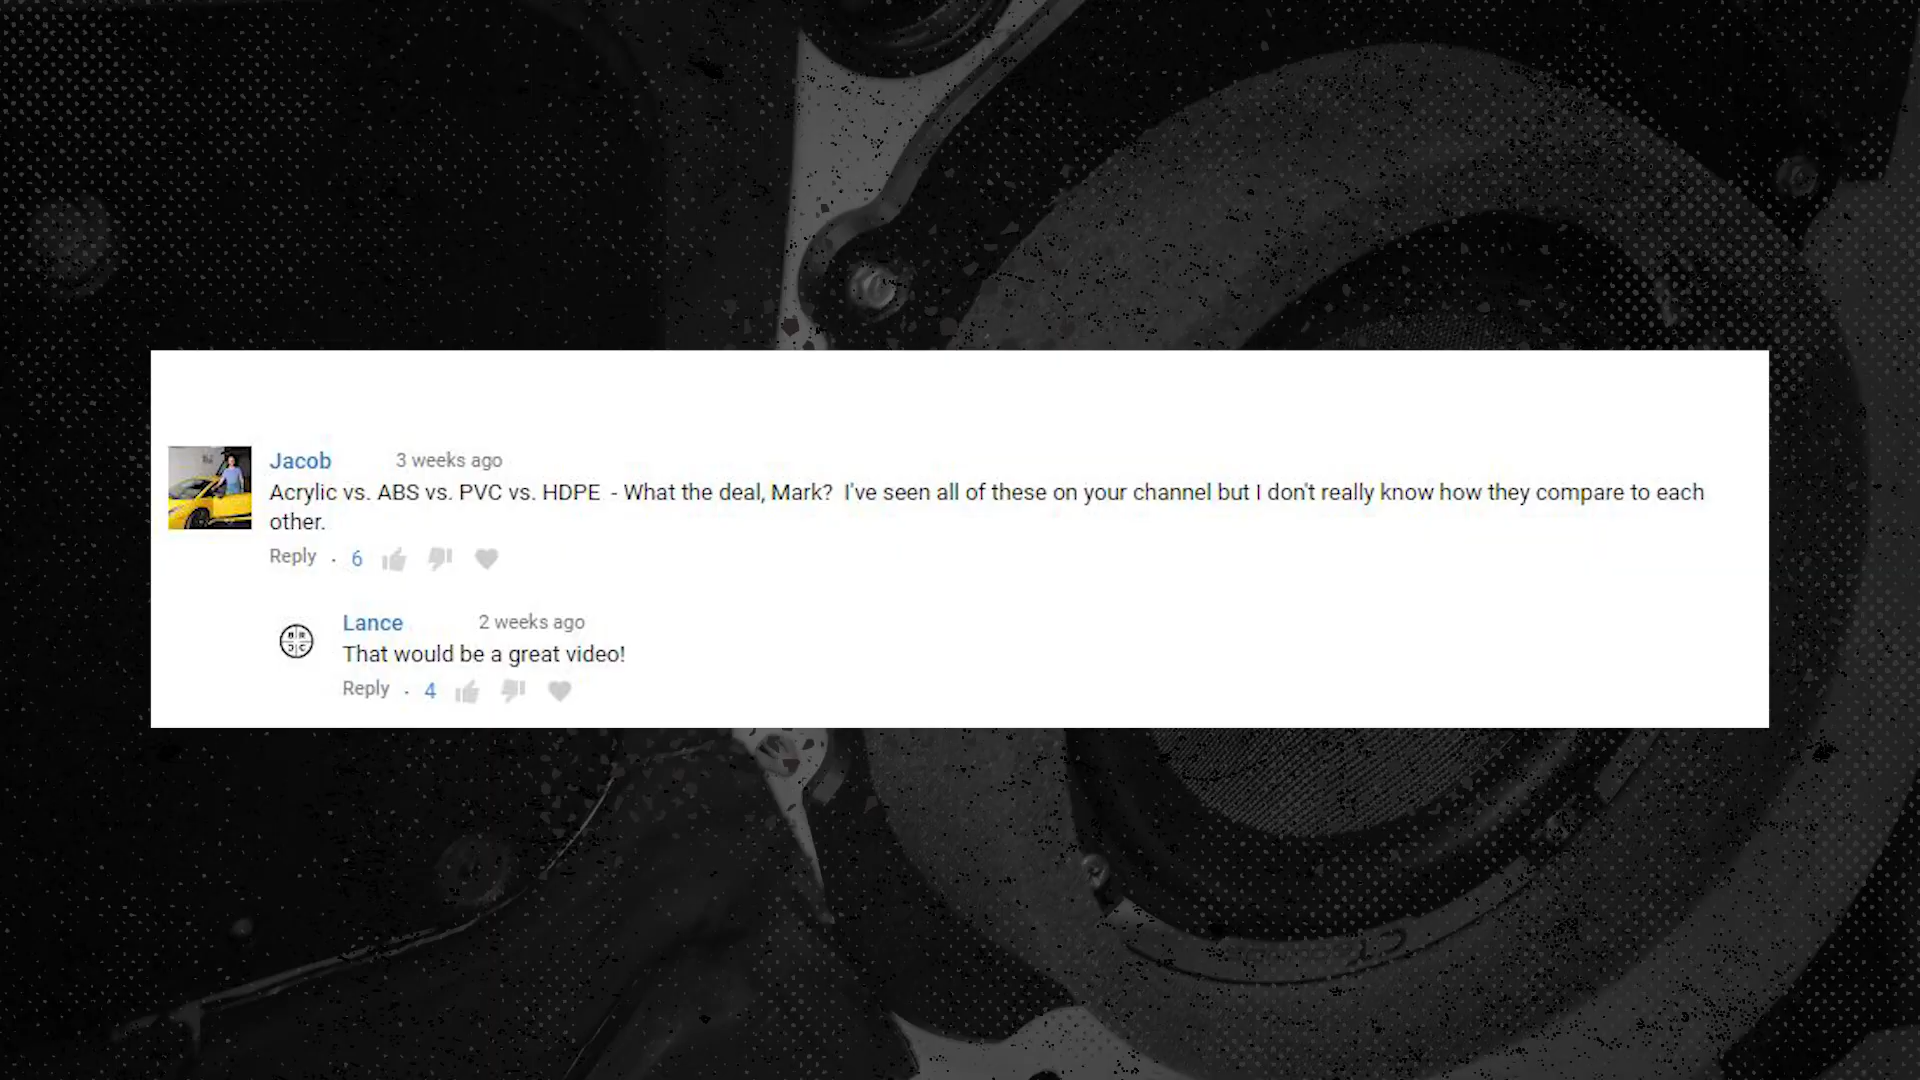 Jacob 3 weeks ago
Acrylic vs. ABS vs. PVC vs. HDPE - What the deal, Mark? I've seen all of these on your channel but I don't really know how they compare to each
other.
Reply . 6
Lance 2 weeks ago
That would be a great video!
Reply . 4